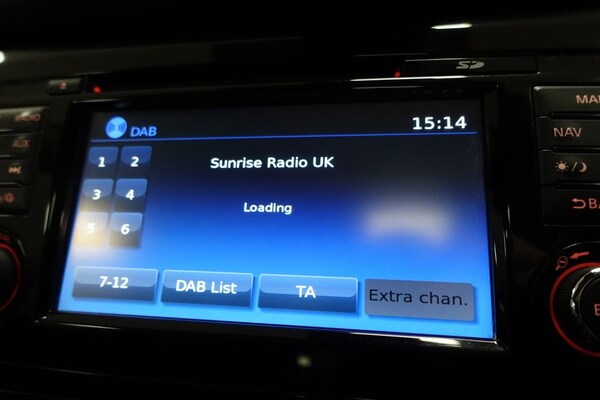 SD
MA
DAB
15:14
NAV
1 2
Sunrise Radio UK
3 4
Loading
BA
5 6
7-12
DAB List
TA
Extra chan.